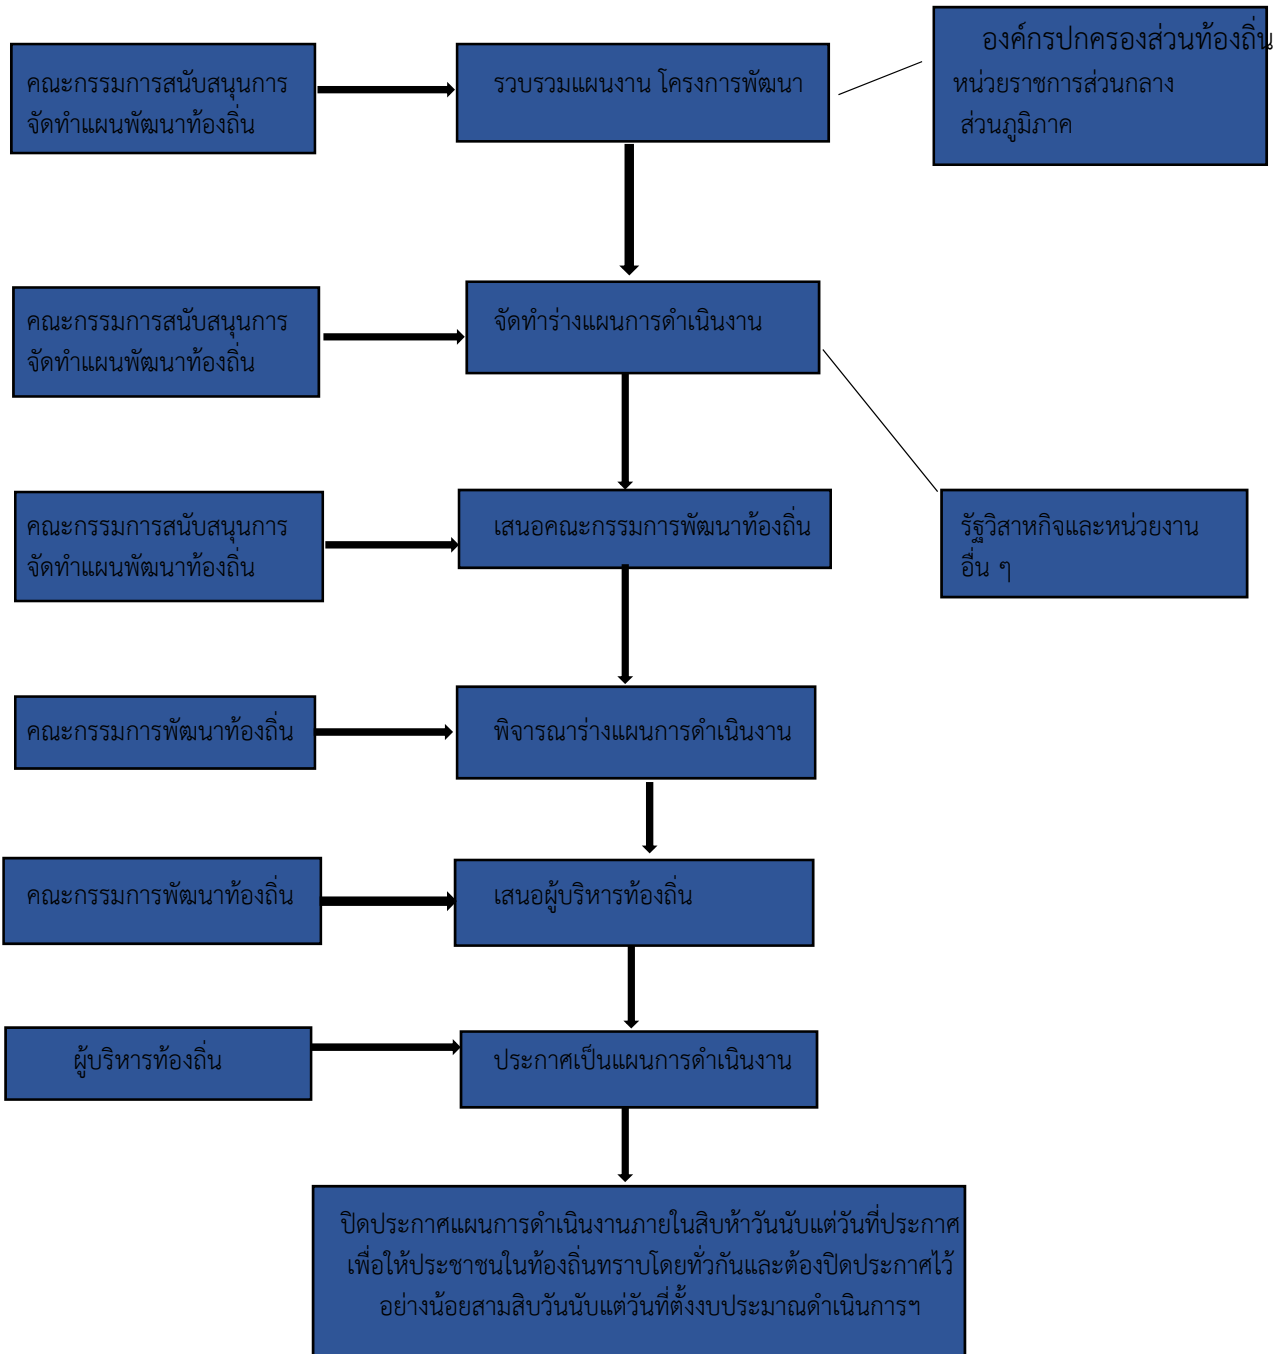 คณะกรรมการสนับสนุนการ
จัดทำแผนพัฒนาท้องถิ่น
รวบรวมแผนงาน โครงการพัฒนา
องค์กรปกครองส่วนท้องถิ่น
หน่วยราชการส่วนกลาง
ส่วนภูมิภาค
คณะกรรมการสนับสนุนการ
จัดทำแผนพัฒนาท้องถิ่น
จัดทำร่างแผนการดำเนินงาน
คณะกรรมการสนับสนุนการ
จัดทำแผนพัฒนาท้องถิ่น
เสนอคณะกรรมการพัฒนาท้องถิ่น
รัฐวิสาหกิจและหน่วยงาน
อื่น ๆ
คณะกรรมการพัฒนาท้องถิ่น
พิจารณาร่างแผนการดำเนินงาน
คณะกรรมการพัฒนาท้องถิ่น
เสนอผู้บริหารท้องถิ่น
ผู้บริหารท้องถิ่น
ประกาศเป็นแผนการดำเนินงาน
ปิดประกาศแผนการดำเนินงานภายในสิบห้าวันนับแต่วันที่ประกาศ
เพื่อให้ประชาชนในท้องถิ่นทราบโดยทั่วกันและต้องปิดประกาศไว้
อย่างน้อยสามสิบวันนับแต่วันที่ตั้งงบประมาณดำเนินการฯ